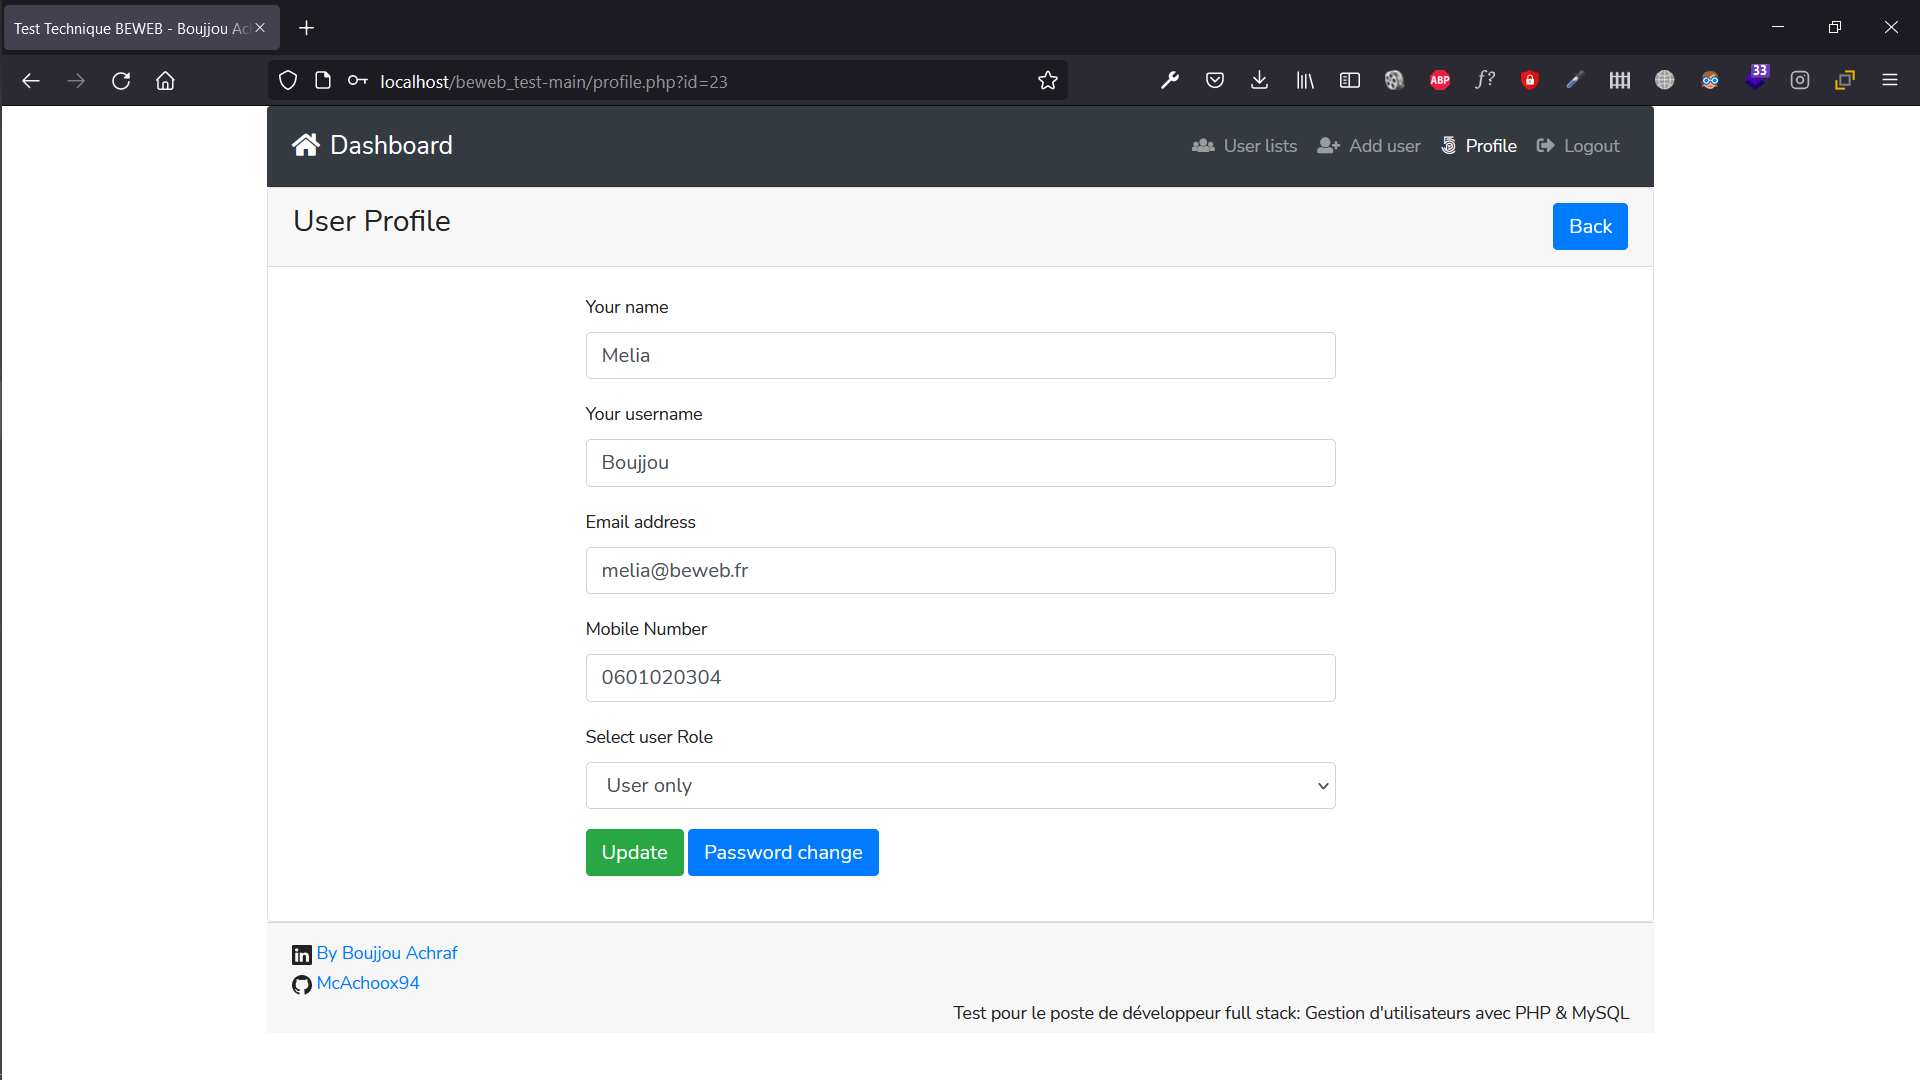 Test Technique BEWEB - Boujjou Ac
localhost/beweb_test-main/profile.php?id=23
ABP
f?
33
Dashboard
User lists
Add user
Profile
Logout
User Profile
Back
Your name
Melia
Your username
Boujjou
Email address
melia@beweb.fr
Mobile Number
0601020304
Select user Role
User only
Update
Password change
in
By Boujjou Achraf
McAchoox94
Test pour le poste de développeur full stack: Gestion d'utilisateurs avec PHP & MySQL